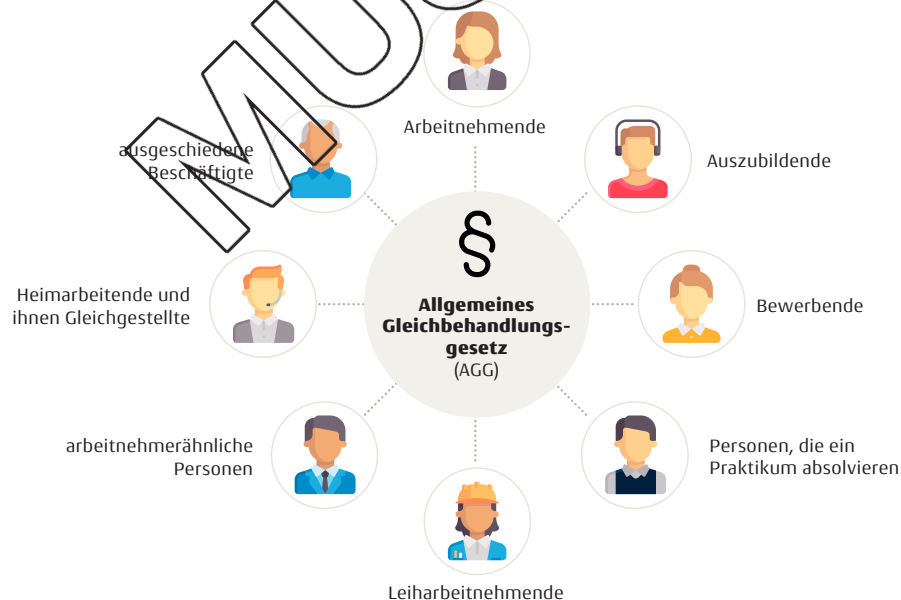 MU
Arbeitnehmende
ausgeschiedene
Beschäftigte
Auszubildende
§
Allgemeines
Gleichbehandlungs-
gesetz
(AGG)
Heimarbeitende und
ihnen Gleichgestellte
Bewerbende
arbeitnehmerähnliche
Personen
Personen, die ein
Praktikum absolvieren
Leiharbeitnehmende